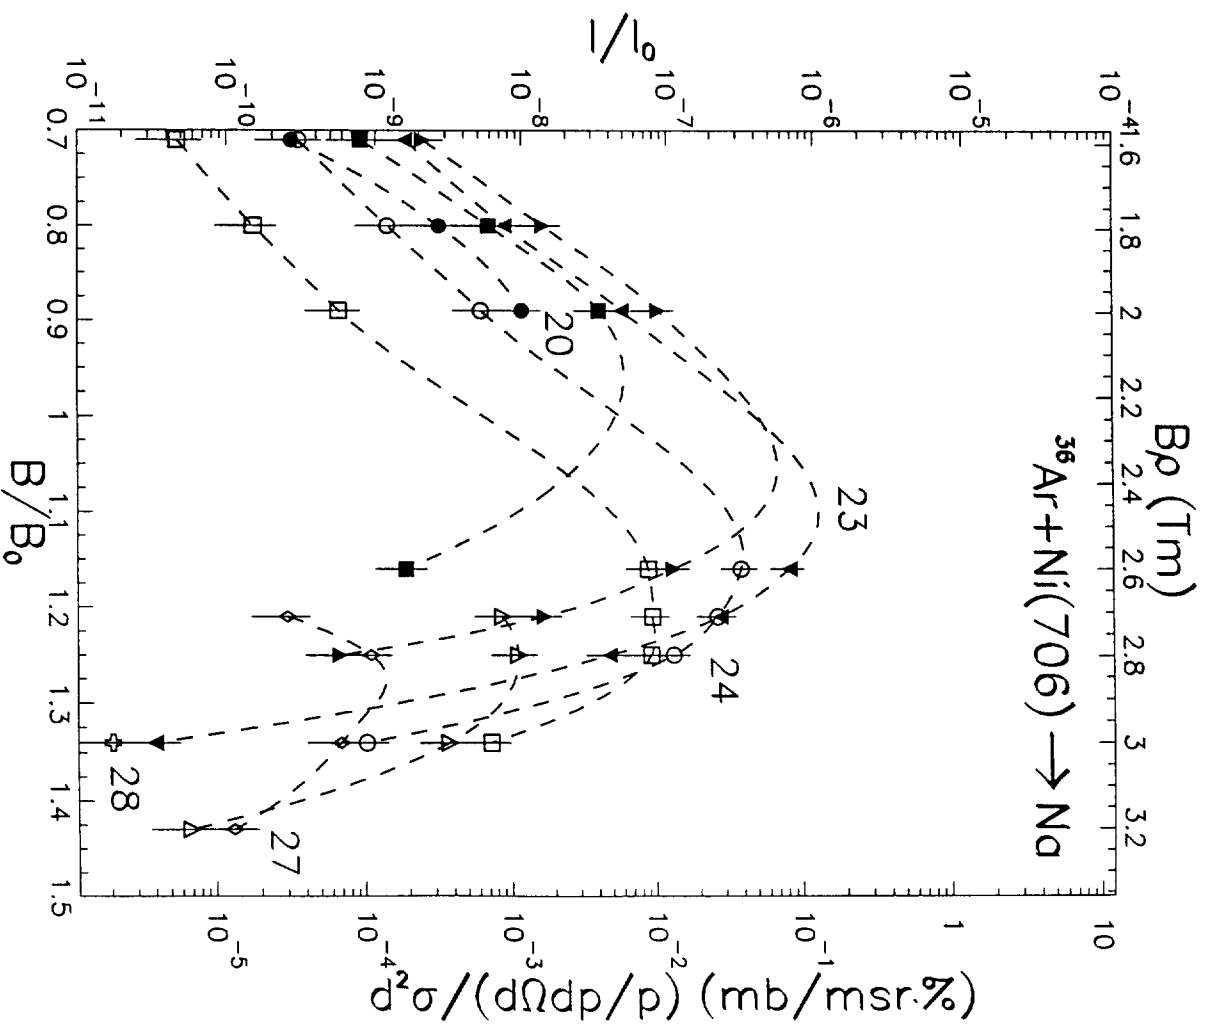 Bρ (Tm)
1.6 1.8 2 2.2 2.4 2.6 2.8 3 3.2
³⁶Ar+Ni(706) → Na
I/I₀
10⁻⁴
10⁻⁵
10⁻⁶
10⁻⁷
10⁻⁸
10⁻⁹
10⁻¹⁰
10⁻¹¹
23
24
20
27
28
10
1
10⁻¹
10⁻²
10⁻³
10⁻⁴
10⁻⁵
d²σ/(dΩdp/p) (mb/msr.%)
0.7 0.8 0.9 1 1.1 1.2 1.3 1.4 1.5
B/B₀